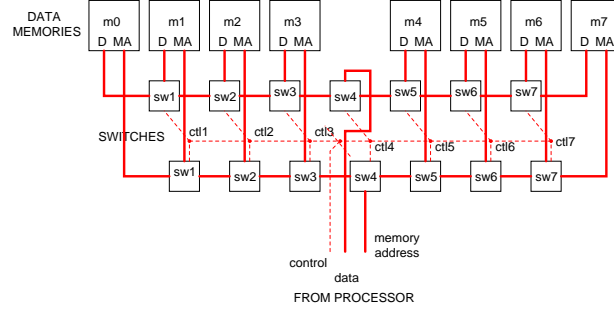 DATA
MEMORIES
m0 m1 m2 m3 m4 m5 m6 m7
D MA D MA D MA D MA D MA D MA D MA D MA
sw1 sw2 sw3 sw4 sw5 sw6 sw7
SWITCHES
ctl1 ctl2 ctl3 ctl4 ctl5 ctl6 ctl7
sw1 sw2 sw3 sw4 sw5 sw6 sw7
memory
address
control
data
FROM PROCESSOR